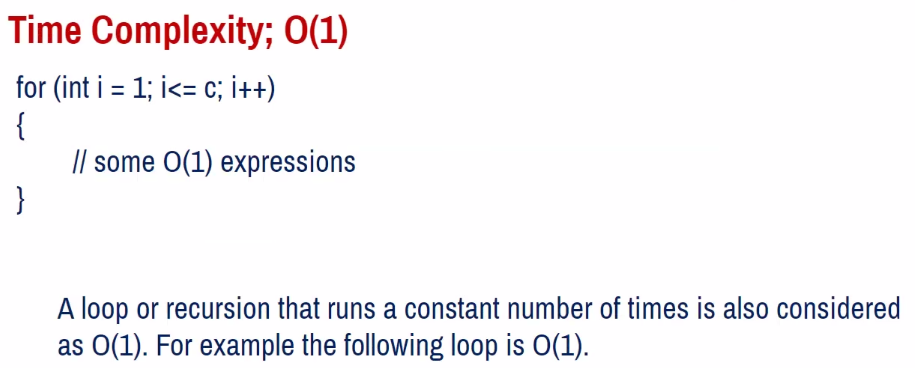 Time Complexity; O(1)
for (int i = 1; i<= c; i++)
{
// some O(1) expressions
}
A loop or recursion that runs a constant number of times is also considered
as O(1). For example the following loop is O(1).